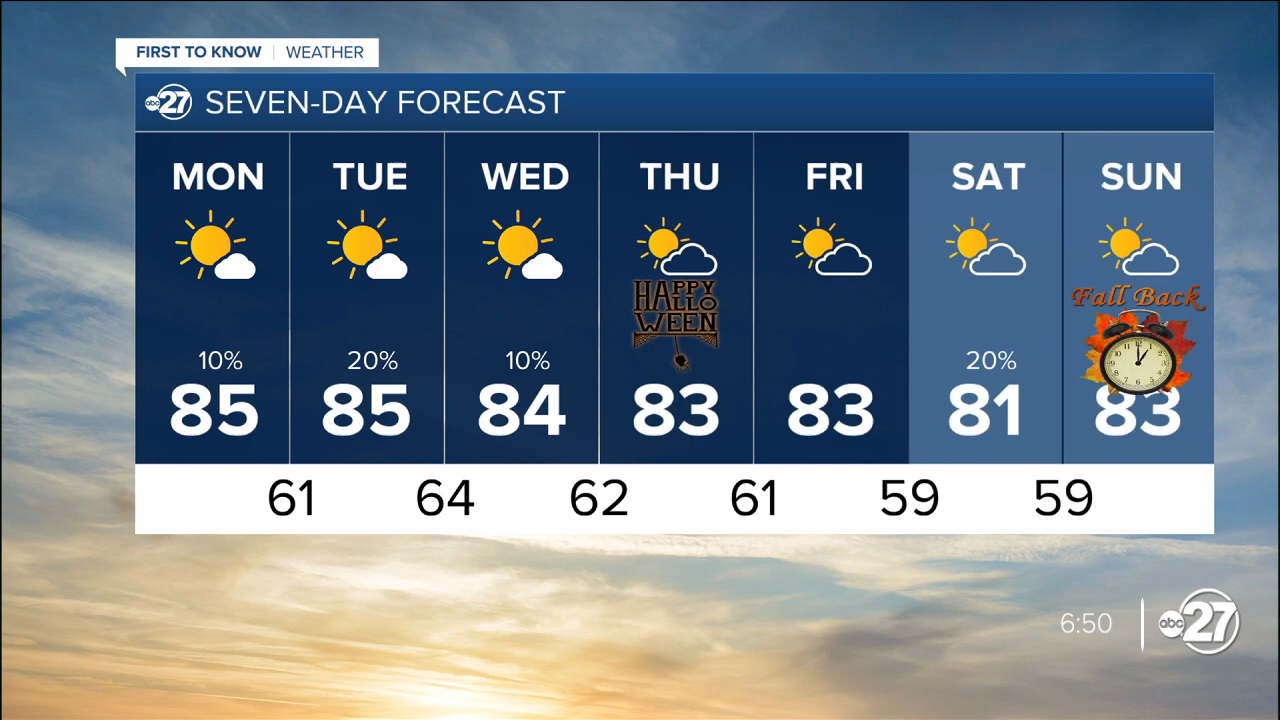 FIRST TO KNOW | WEATHER
abc 27 SEVEN-DAY FORECAST
MON TUE WED THU FRI SAT SUN
HAPPY
HALLO
WEEN
Fall Back
10% 20% 10% 20%
85 85 84 83 83 81 83
61 64 62 61 59 59
6:50 abc 27